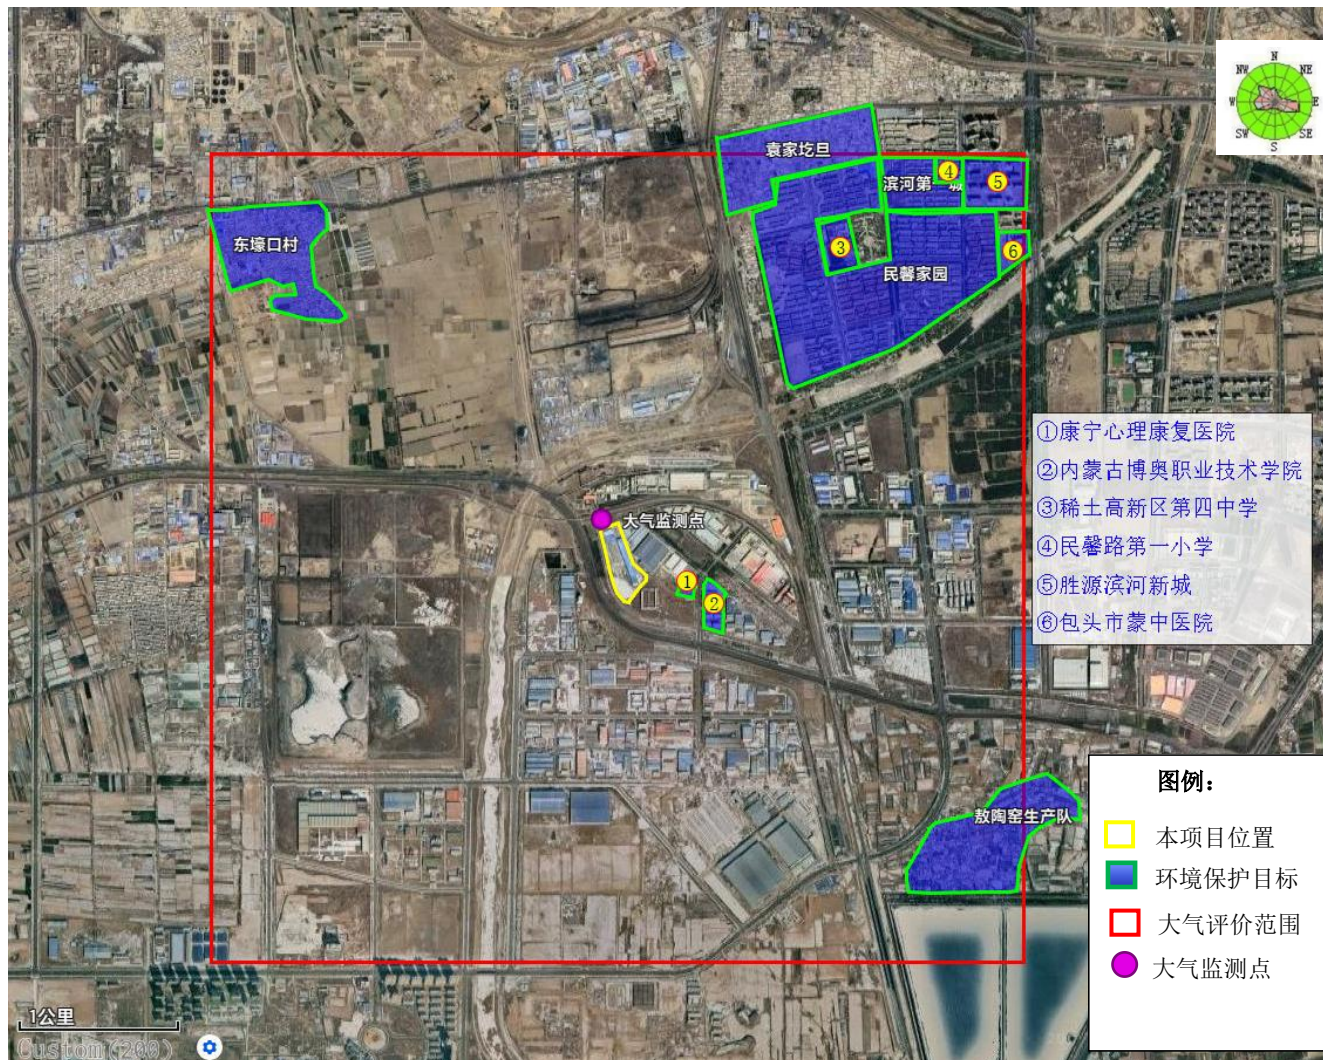 N
NW
NE
W
E
SW
SE
S
袁家圪旦
④
滨河第一城
⑤
东壕口村
③
⑥
民馨家园
①康宁心理康复医院
②内蒙古博奥职业技术学院
③稀土高新区第四中学
④民馨路第一小学
⑤胜源滨河新城
⑥包头市蒙中医院
大气监测点
①
②
敖陶窑生产队
图例：
本项目位置
环境保护目标
大气评价范围
大气监测点
1公里
Custom(200)